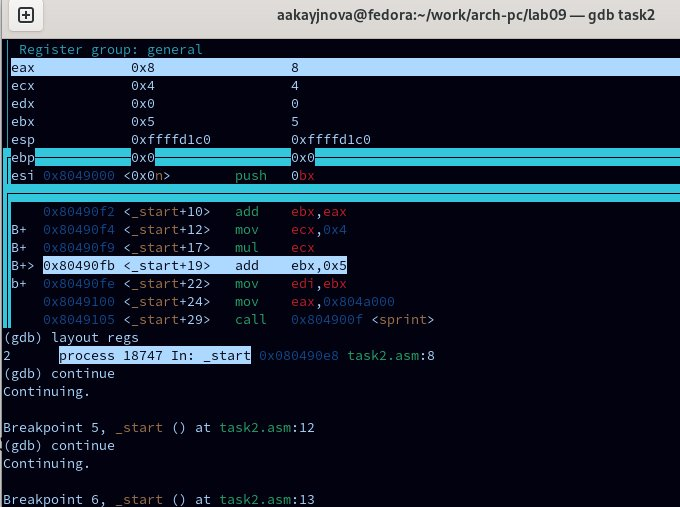 aakayjnova@fedora:~/work/arch-pc/lab09 — gdb task2
Register group: general
eax 0x8 8
ecx 0x4 4
edx 0x0 0
ebx 0x5 5
esp 0xffffd1c0 0xffffd1c0
ebp 0x0 0x0
esi 0x8049000 <0x0n> push 0bx
0x80490f2 <_start+10> add ebx,eax
B+ 0x80490f4 <_start+12> mov ecx,0x4
B+ 0x80490f9 <_start+17> mul ecx
B+> 0x80490fb <_start+19> add ebx,0x5
b+ 0x80490fe <_start+22> mov edi,ebx
0x8049100 <_start+24> mov eax,0x804a000
0x8049105 <_start+29> call 0x804900f <sprint>
(gdb) layout regs
2 process 18747 In: _start 0x080490e8 task2.asm:8
(gdb) continue
Continuing.
Breakpoint 5, _start () at task2.asm:12
(gdb) continue
Continuing.
Breakpoint 6, _start () at task2.asm:13